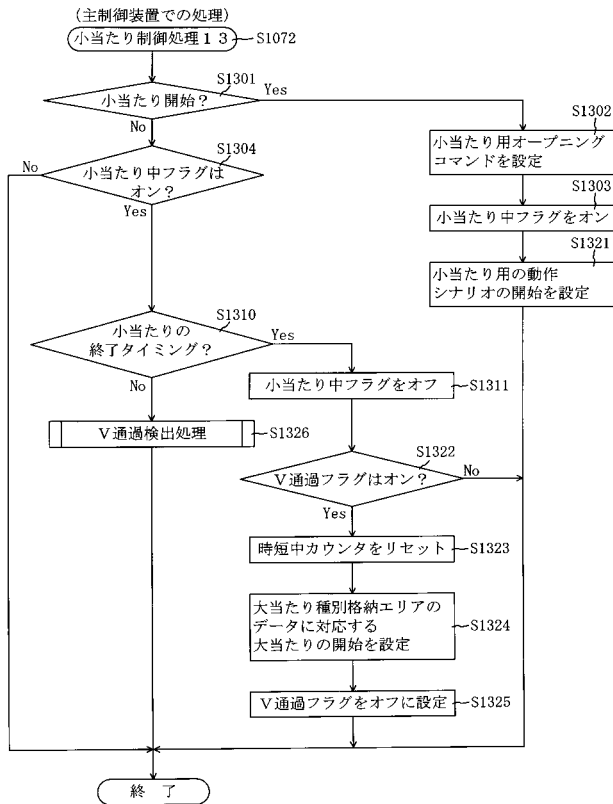 (主制御装置での処理)
小当たり制御処理13
S1072
S1301
小当たり開始?
Yes
No
S1302
小当たり用オープニング
コマンドを設定
S1304
No
小当たり中フラグは
オン?
Yes
S1303
小当たり中フラグをオン
S1321
小当たり用の動作
シナリオの開始を設定
S1310
小当たりの
終了タイミング?
Yes
No
小当たり中フラグをオフ
S1311
V通過検出処理
S1326
S1322
V通過フラグはオン?
No
Yes
時短中カウンタをリセット
S1323
大当たり種別格納エリアの
データに対応する
大当たりの開始を設定
S1324
V通過フラグをオフに設定
S1325
終 了